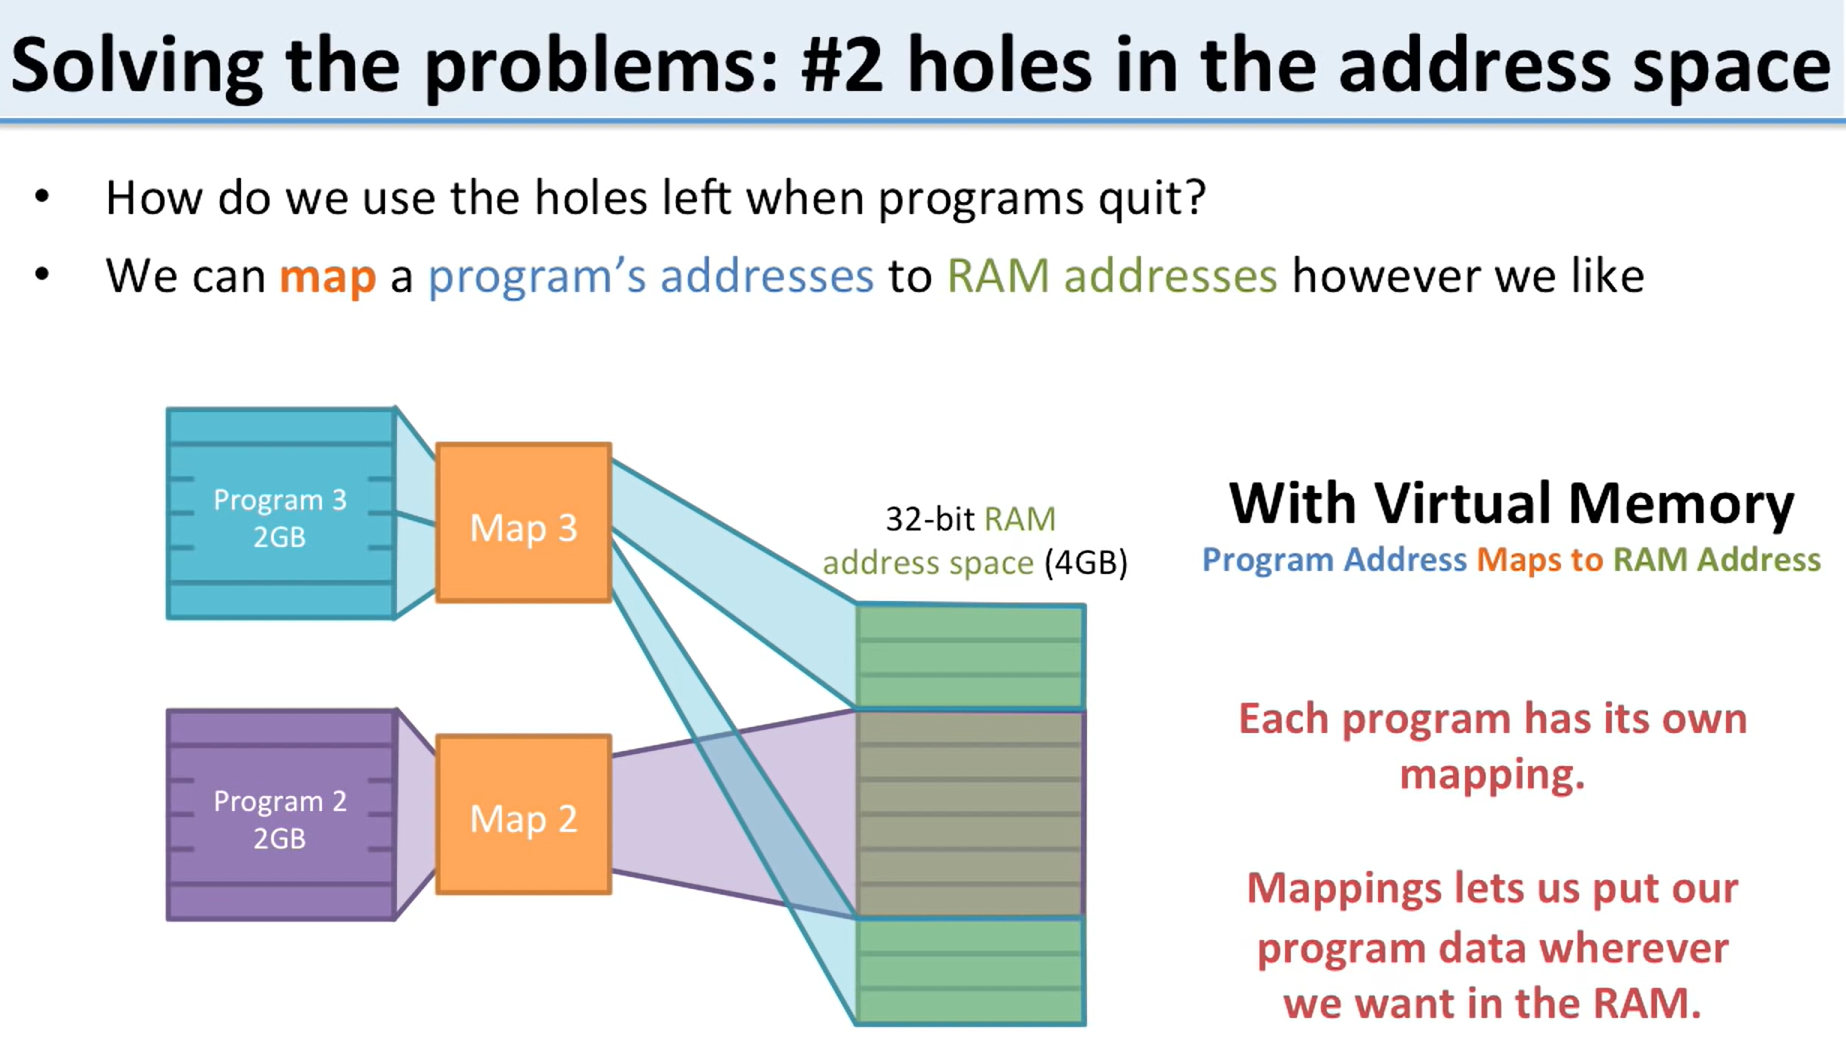 Solving the problems: #2 holes in the address space
• How do we use the holes left when programs quit?
• We can map a program’s addresses to RAM addresses however we like
Program 3
2GB
Map 3
Program 2
2GB
Map 2
32-bit RAM
address space (4GB)
With Virtual Memory
Program Address Maps to RAM Address
Each program has its own
mapping.
Mappings lets us put our
program data wherever
we want in the RAM.